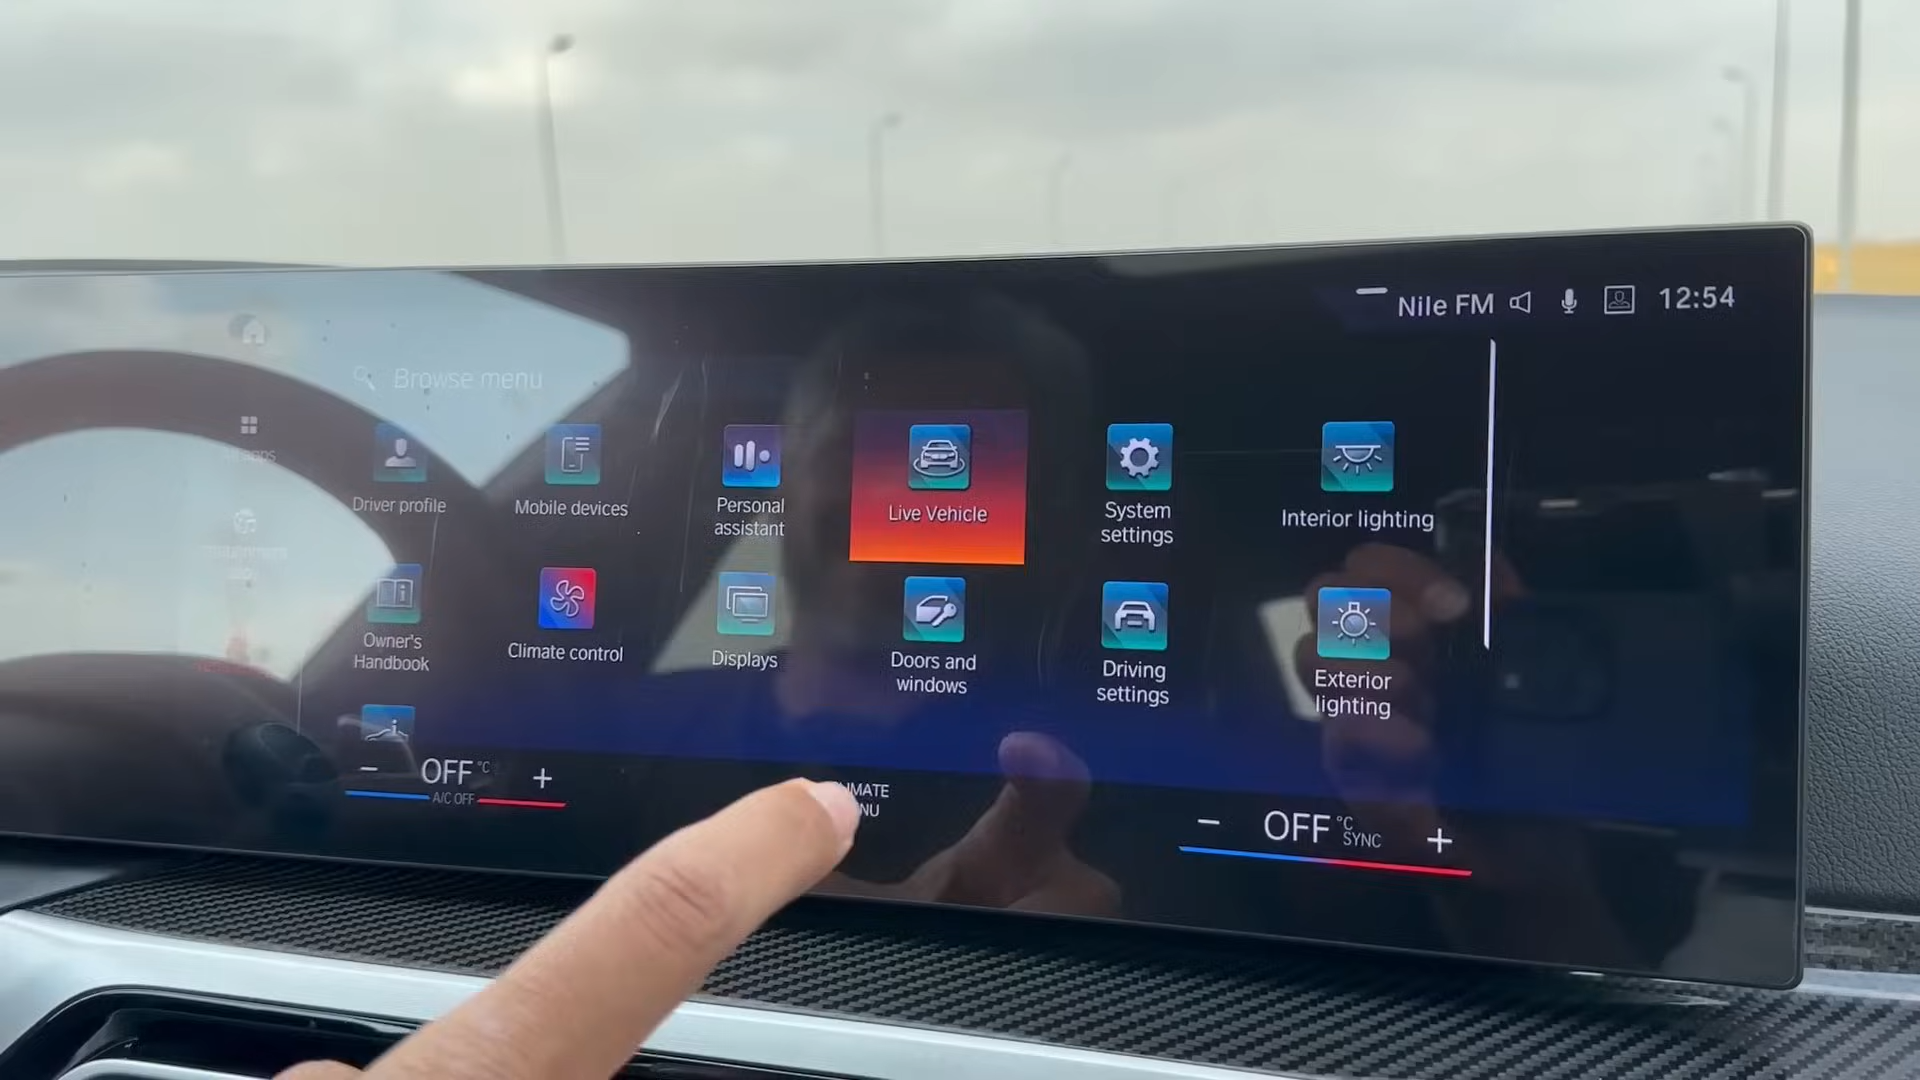 Nile FM 12:54
Browse menu
Driver profile
Mobile devices
Personal
assistant
Live Vehicle
System
settings
Interior lighting
Owner's
Handbook
Climate control
Displays
Doors and
windows
Driving
settings
Exterior
lighting
− OFF °C +
A/C OFF
− OFF °C +
SYNC